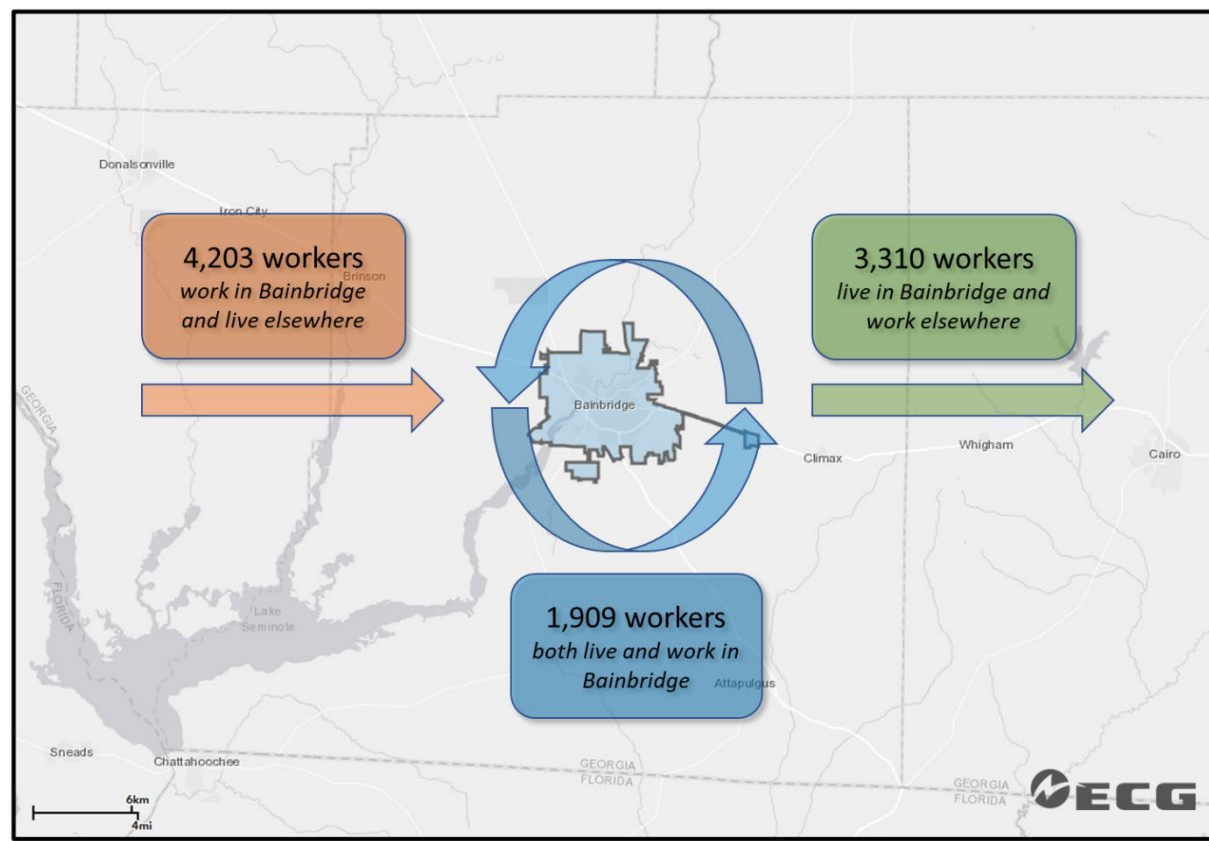 Donalsonville
Iron City
Brinson
4,203 workers
work in Bainbridge
and live elsewhere
3,310 workers
live in Bainbridge and
work elsewhere
Bainbridge
Climax
Whigham
Cairo
GEORGIA
FLORIDA
Lake
Seminole
1,909 workers
both live and work in
Bainbridge
Attapulgus
Sneads
Chattahoochee
GEORGIA
FLORIDA
GEORGIA
FLORIDA
6km
4mi
ECG